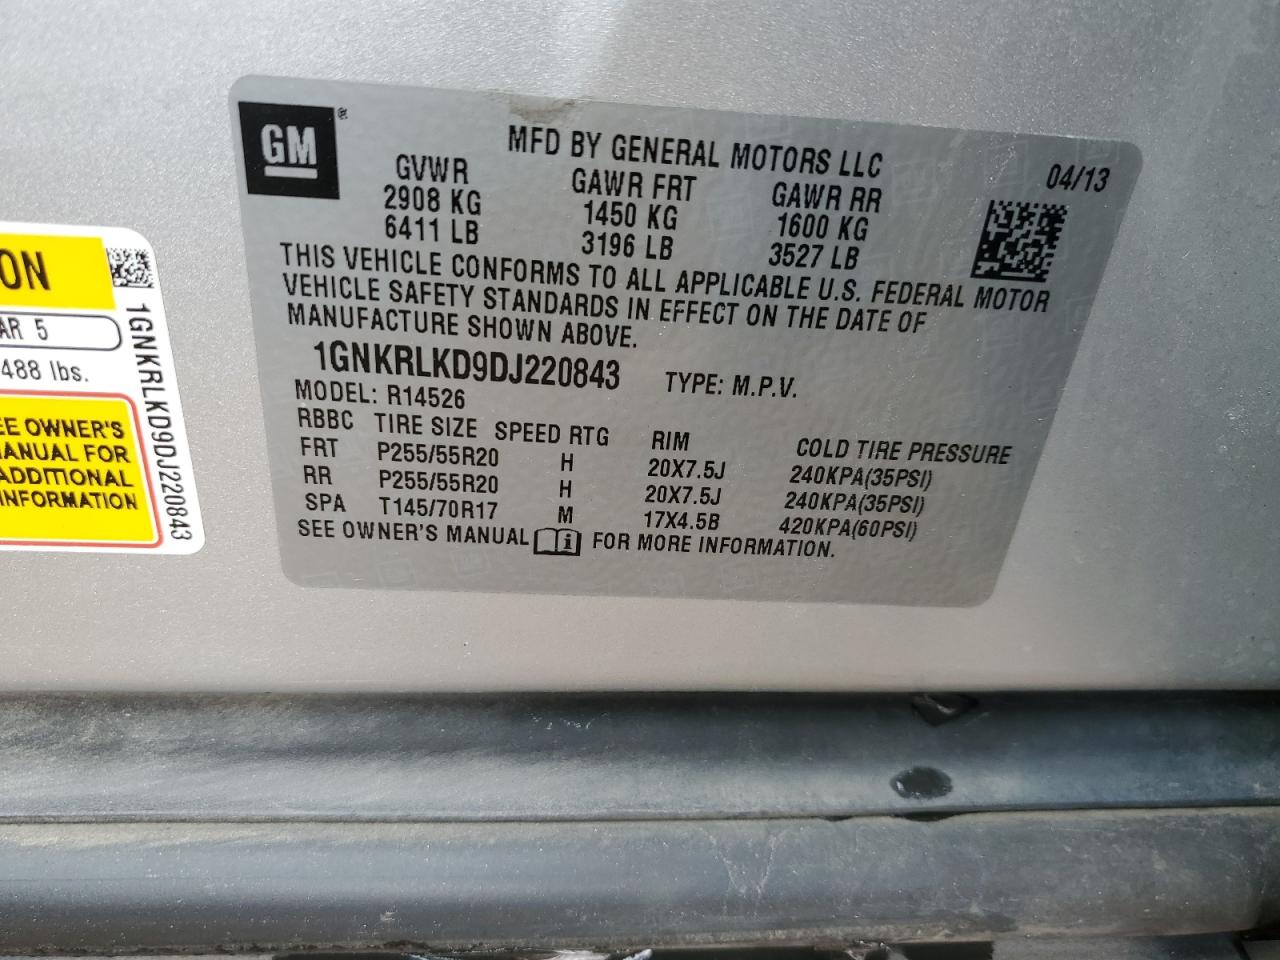 GM ®
MFD BY GENERAL MOTORS LLC
04/13
GVWR GAWR FRT GAWR RR
2908 KG 1450 KG 1600 KG
6411 LB 3196 LB 3527 LB
THIS VEHICLE CONFORMS TO ALL APPLICABLE U.S. FEDERAL MOTOR
VEHICLE SAFETY STANDARDS IN EFFECT ON THE DATE OF
MANUFACTURE SHOWN ABOVE.
1GNKRLKD9DJ220843 TYPE: M.P.V.
MODEL: R14526
RBBC TIRE SIZE SPEED RTG RIM COLD TIRE PRESSURE
FRT P255/55R20 H 20X7.5J 240KPA(35PSI)
RR P255/55R20 H 20X7.5J 240KPA(35PSI)
SPA T145/70R17 M 17X4.5B 420KPA(60PSI)
SEE OWNER'S MANUAL i FOR MORE INFORMATION.
ON
AR 5
488 lbs.
EE OWNER'S
ANUAL FOR
ADDITIONAL
INFORMATION
1GNKRLKD9DJ220843